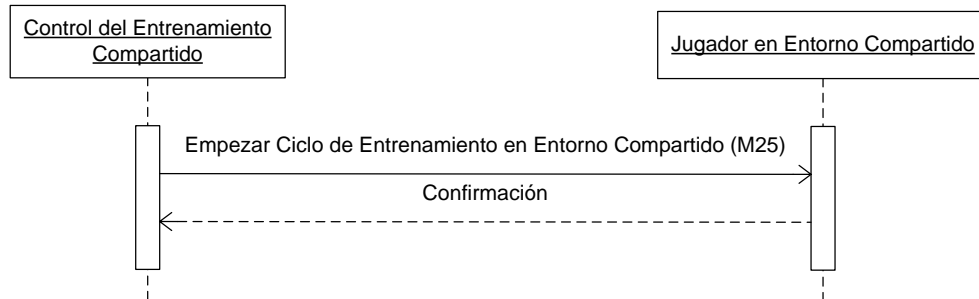 Control del Entrenamiento
Compartido
Jugador en Entorno Compartido
Empezar Ciclo de Entrenamiento en Entorno Compartido (M25)
Confirmación